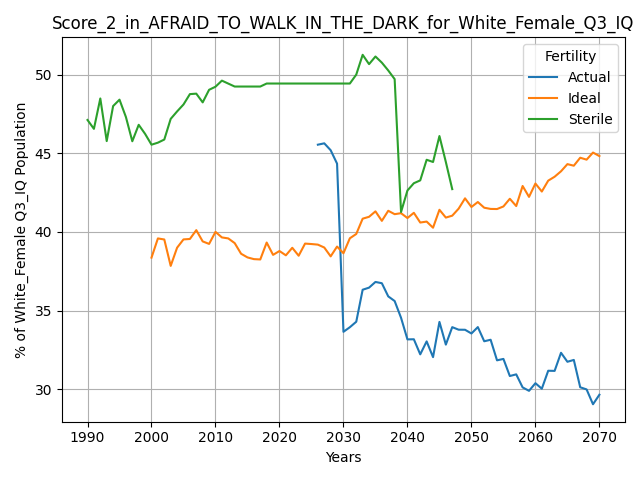 Score_2_in_AFRAID_TO_WALK_IN_THE_DARK_for_White_Female_Q3_IQ
Fertility
Actual
Ideal
Sterile
% of White_Female Q3_IQ Population
50
45
40
35
30
1990 2000 2010 2020 2030 2040 2050 2060 2070
Years